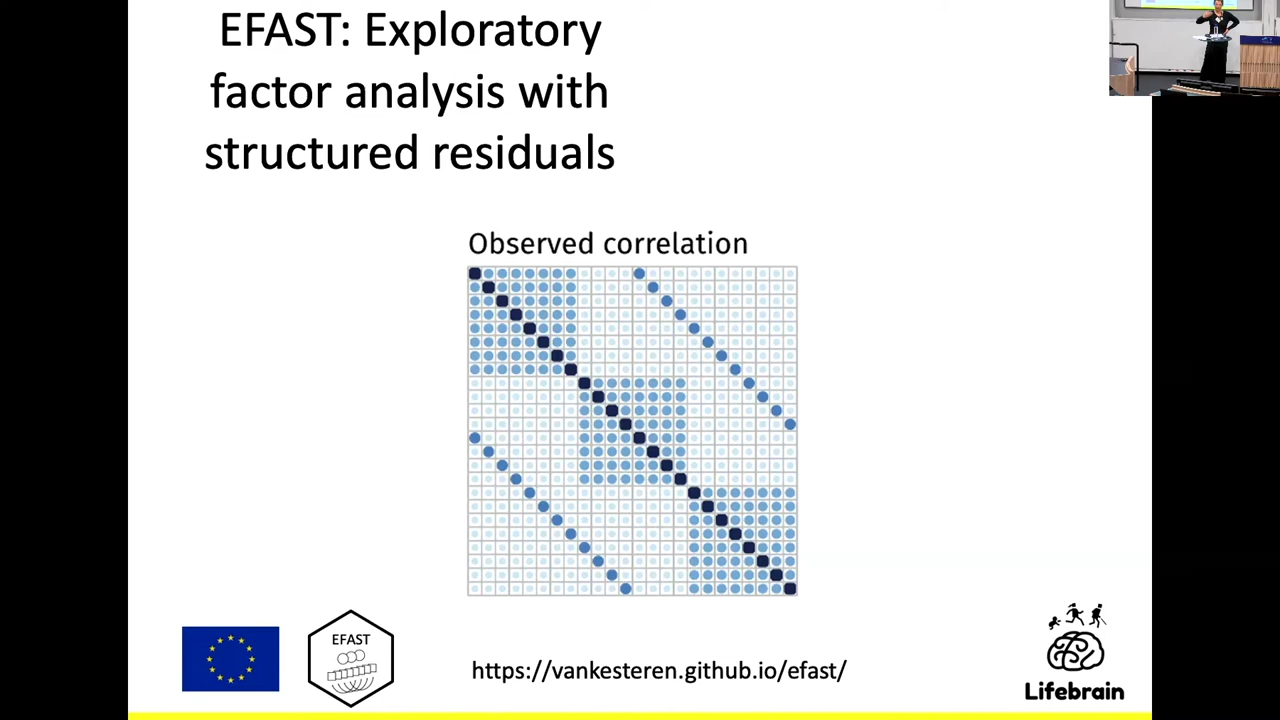 EFAST: Exploratory
factor analysis with
structured residuals
Observed correlation
EFAST
https://vankesteren.github.io/efast/
Lifebrain